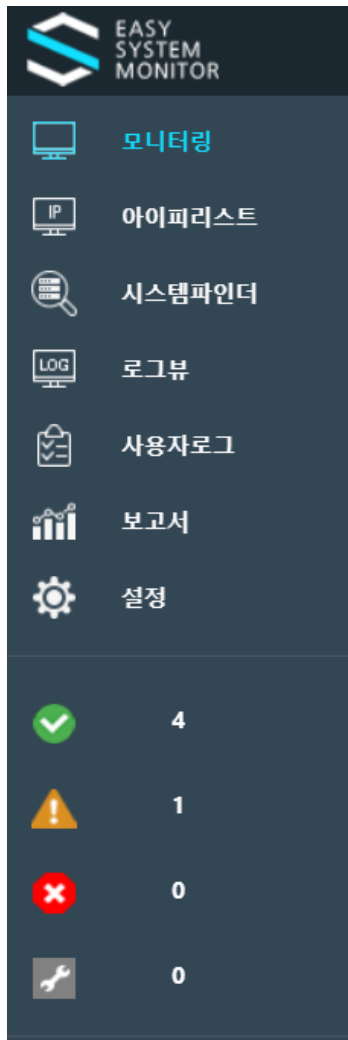 EASY
SYSTEM
MONITOR
모니터링
IP
아이피리스트
시스템파인더
LOG
로그뷰
사용자로그
보고서
설정
4
1
0
0